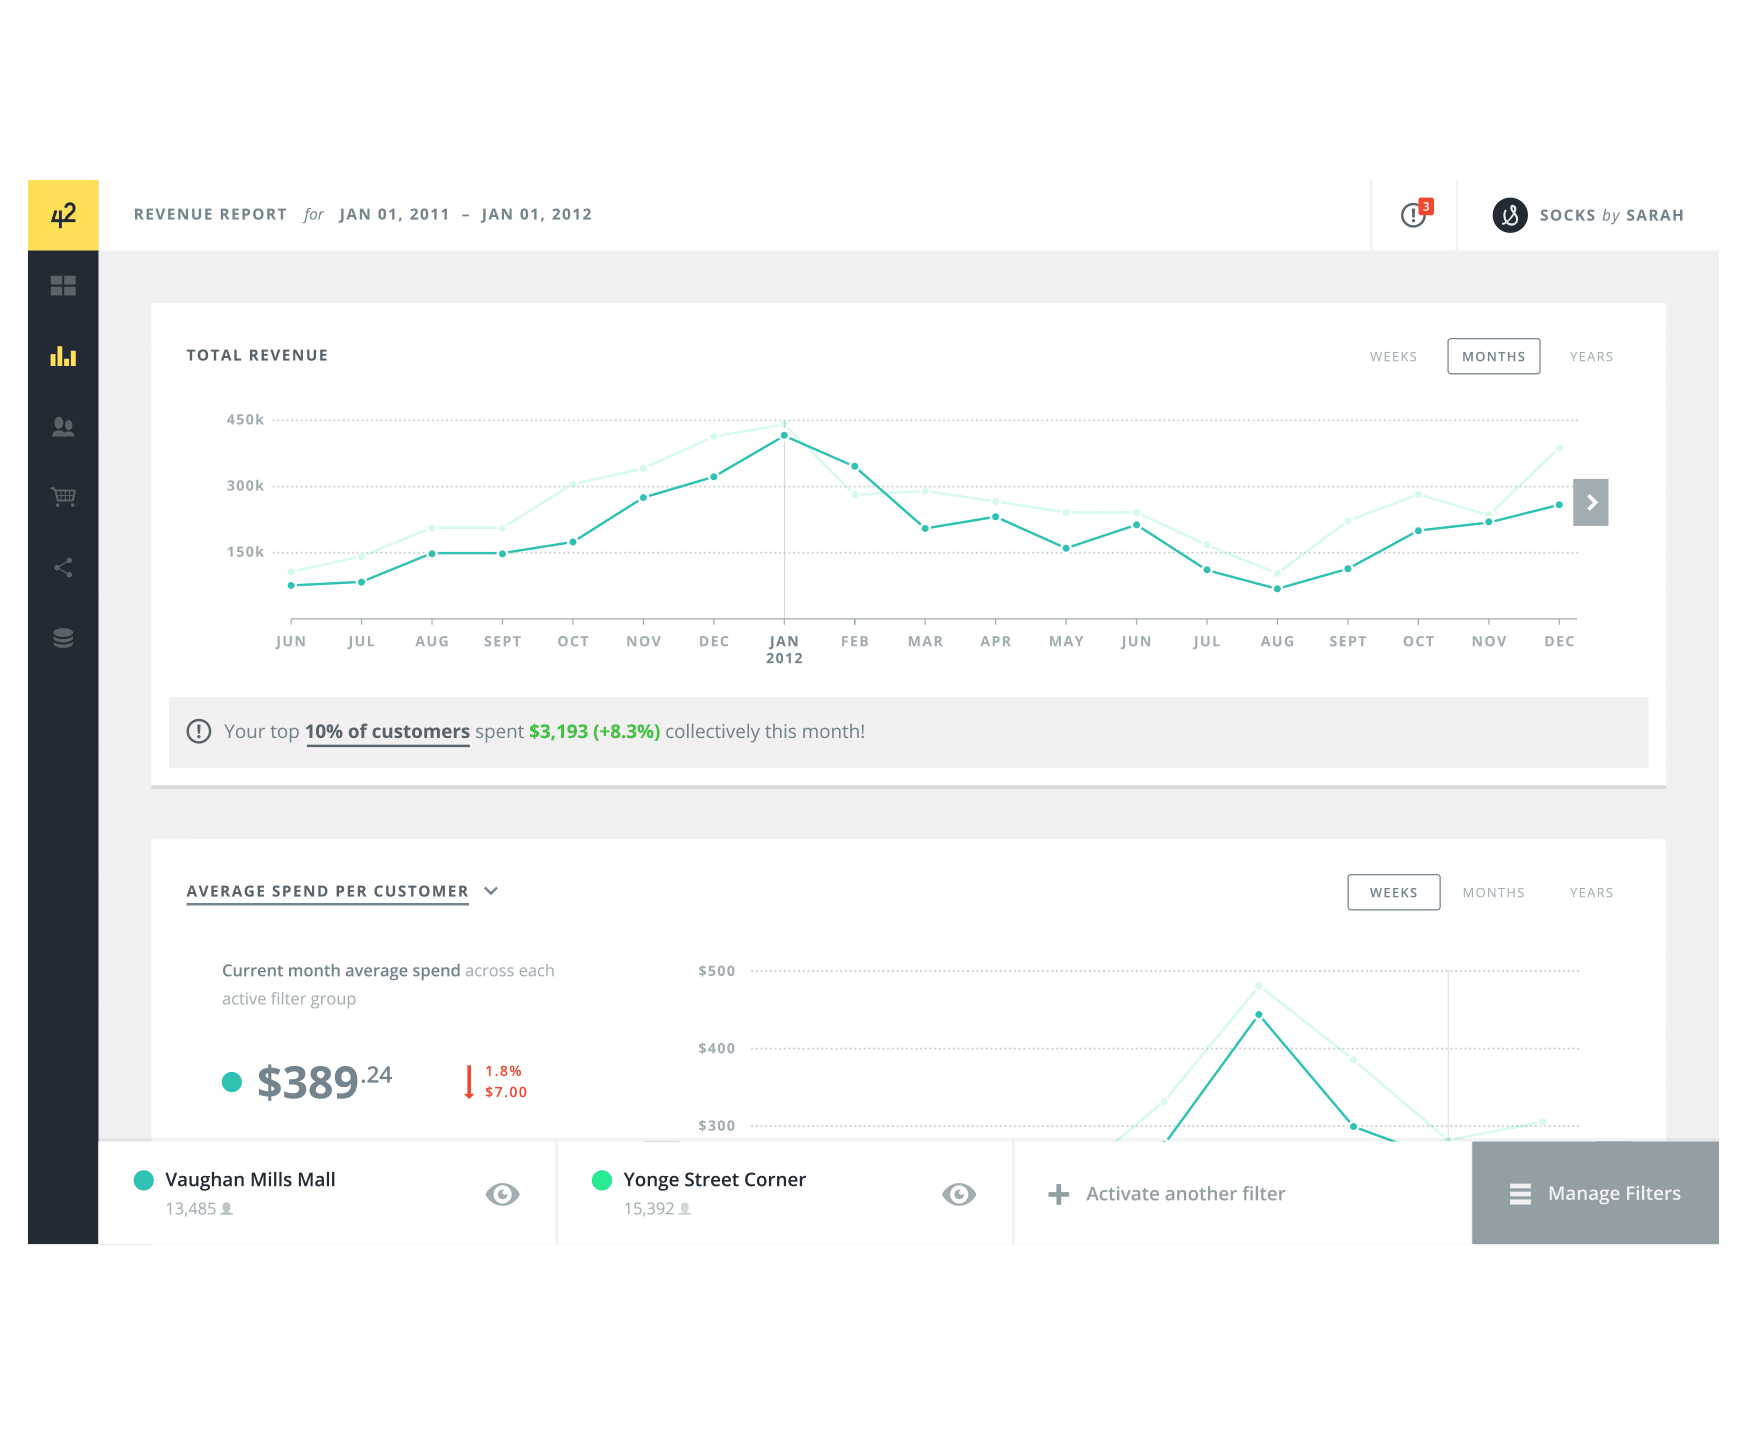 42
REVENUE REPORT for JAN 01, 2011 – JAN 01, 2012
3
SOCKS by SARAH
TOTAL REVENUE
WEEKS MONTHS YEARS
450k
300k
150k
JUN JUL AUG SEPT OCT NOV DEC JAN FEB MAR APR MAY JUN JUL AUG SEPT OCT NOV DEC
2012
Your top 10% of customers spent $3,193 (+8.3%) collectively this month!
AVERAGE SPEND PER CUSTOMER
WEEKS MONTHS YEARS
Current month average spend across each
active filter group
$389.24
1.8%
$7.00
$500
$400
$300
Vaughan Mills Mall
13,485
Yonge Street Corner
15,392
Activate another filter
Manage Filters